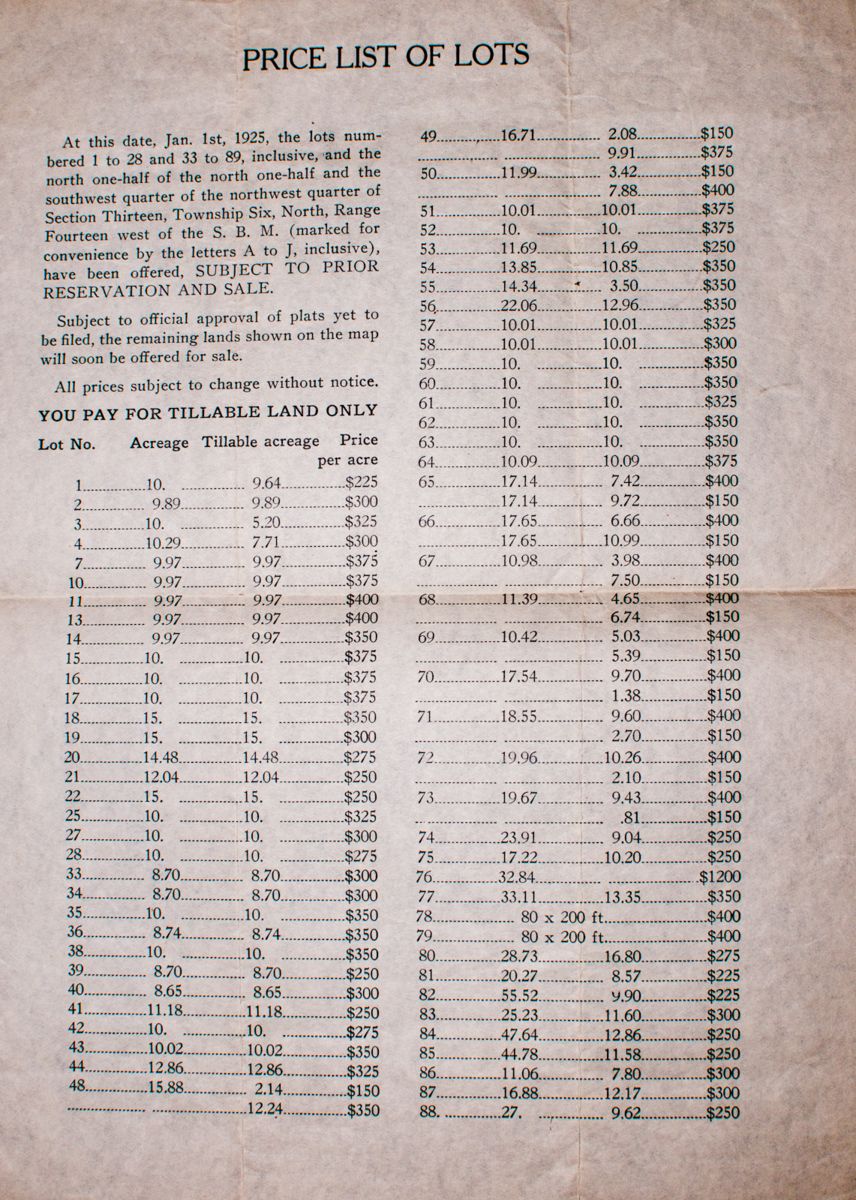 PRICE LIST OF LOTS
At this date, Jan. 1st, 1925, the lots num-
bered 1 to 28 and 33 to 89, inclusive, and the
north one-half of the north one-half and the
southwest quarter of the northwest quarter of
Section Thirteen, Township Six, North, Range
Fourteen west of the S. B. M. (marked for
convenience by the letters A to J, inclusive),
have been offered, SUBJECT TO PRIOR
RESERVATION AND SALE.
Subject to official approval of plats yet to
be filed, the remaining lands shown on the map
will soon be offered for sale.
All prices subject to change without notice.
YOU PAY FOR TILLABLE LAND ONLY
Lot No. Acreage Tillable acreage Price
per acre
1 10. 9.64 $225
2 9.89 9.89 $300
3 10. 5.20 $325
4 10.29 7.71 $300
7 9.97 9.97 $375
10 9.97 9.97 $375
11 9.97 9.97 $400
13 9.97 9.97 $400
14 9.97 9.97 $350
15 10. 10. $375
16 10. 10. $375
17 10. 10. $375
18 15. 15. $350
19 15. 15. $300
20 14.48 14.48 $275
21 12.04 12.04 $250
22 15. 15. $250
25 10. 10. $325
27 10. 10. $300
28 10. 10. $275
33 8.70 8.70 $300
34 8.70 8.70 $300
35 10. 10. $350
36 8.74 8.74 $350
38 10. 10. $350
39 8.70 8.70 $250
40 8.65 8.65 $300
41 11.18 11.18 $250
42 10. 10. $275
43 10.02 10.02 $350
44 12.86 12.86 $325
48 15.88 2.14 $150
12.24 $350
49 16.71 2.08 $150
9.91 $375
50 11.99 3.42 $150
7.88 $400
51 10.01 10.01 $375
52 10. 10. $375
53 11.69 11.69 $250
54 13.85 10.85 $350
55 14.34 3.50 $350
56 22.06 12.96 $350
57 10.01 10.01 $325
58 10.01 10.01 $300
59 10. 10. $350
60 10. 10. $350
61 10. 10. $325
62 10. 10. $350
63 10. 10. $350
64 10.09 10.09 $375
65 17.14 7.42 $400
17.14 9.72 $150
66 17.65 6.66 $400
17.65 10.99 $150
67 10.98 3.98 $400
7.50 $150
68 11.39 4.65 $400
6.74 $150
69 10.42 5.03 $400
5.39 $150
70 17.54 9.70 $400
1.38 $150
71 18.55 9.60 $400
2.70 $150
72 19.96 10.26 $400
2.10 $150
73 19.67 9.43 $400
.81 $150
74 23.91 9.04 $250
75 17.22 10.20 $250
76 32.84 $1200
77 33.11 13.35 $350
78 80 x 200 ft. $400
79 80 x 200 ft. $400
80 28.73 16.80 $275
81 20.27 8.57 $225
82 55.52 9.90 $225
83 25.23 11.60 $300
84 47.64 12.86 $250
85 44.78 11.58 $250
86 11.06 7.80 $300
87 16.88 12.17 $300
88. 27. 9.62 $250